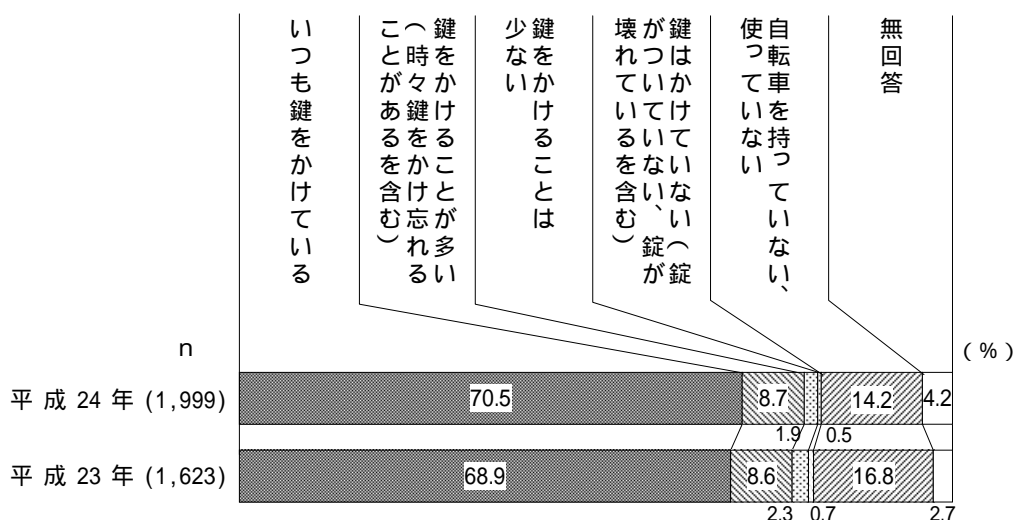 いつも鍵をかけている
鍵をかけることが多い
（時々鍵をかけ忘れる
ことがあるを含む）
鍵をかけることは
少ない
鍵はかけていない（錠
がついていない、錠が
壊れているを含む）
自転車を持っていない、
使っていない
無回答
n
(%)
平成24年(1,999)
70.5
8.7
1.9
0.5
14.2
4.2
平成23年(1,623)
68.9
8.6
2.3
0.7
16.8
2.7